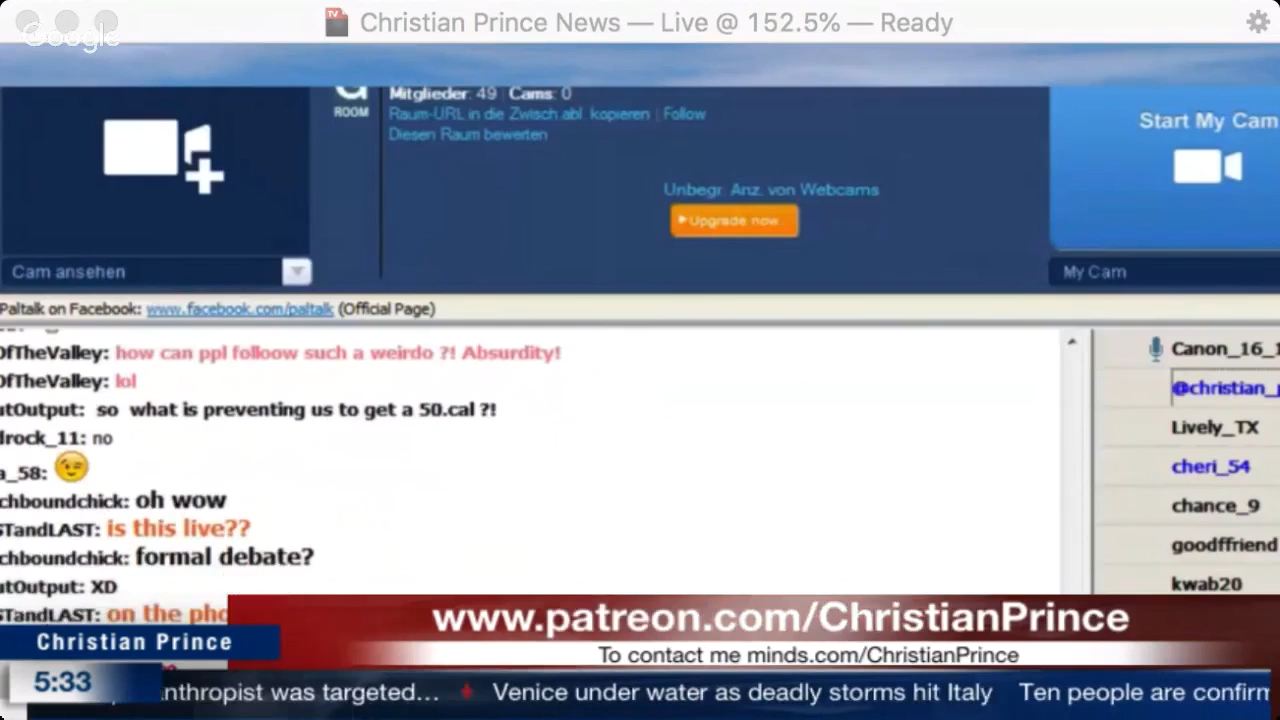 Christian Prince News — Live @ 152.5% — Ready
Google
ROOM
Mitglieder: 49 | Cams: 0
Raum-URL in die Zwisch.abl. kopieren | Follow
Diesen Raum bewerten
Unbegr. Anz. von Webcams
Upgrade now...
Start My Cam
Cam ansehen
My Cam
Paltalk on Facebook: www.facebook.com/paltalk (Official Page)
OfTheValley: how can ppl folloow such a weirdo ?! Absurdity!
OfTheValley: lol
utOutput: so what is preventing us to get a 50.cal ?!
drock_11: no
a_58:
chboundchick: oh wow
STandLAST: is this live??
chboundchick: formal debate?
utOutput: XD
STandLAST: on the pho
Canon_16_1
@christian_p
Lively_TX
cheri_54
chance_9
goodffriend
kwab20
www.patreon.com/ChristianPrince
Christian Prince
To contact me minds.com/ChristianPrince
5:33
anthropist was targeted... Venice under water as deadly storms hit Italy Ten people are confirm